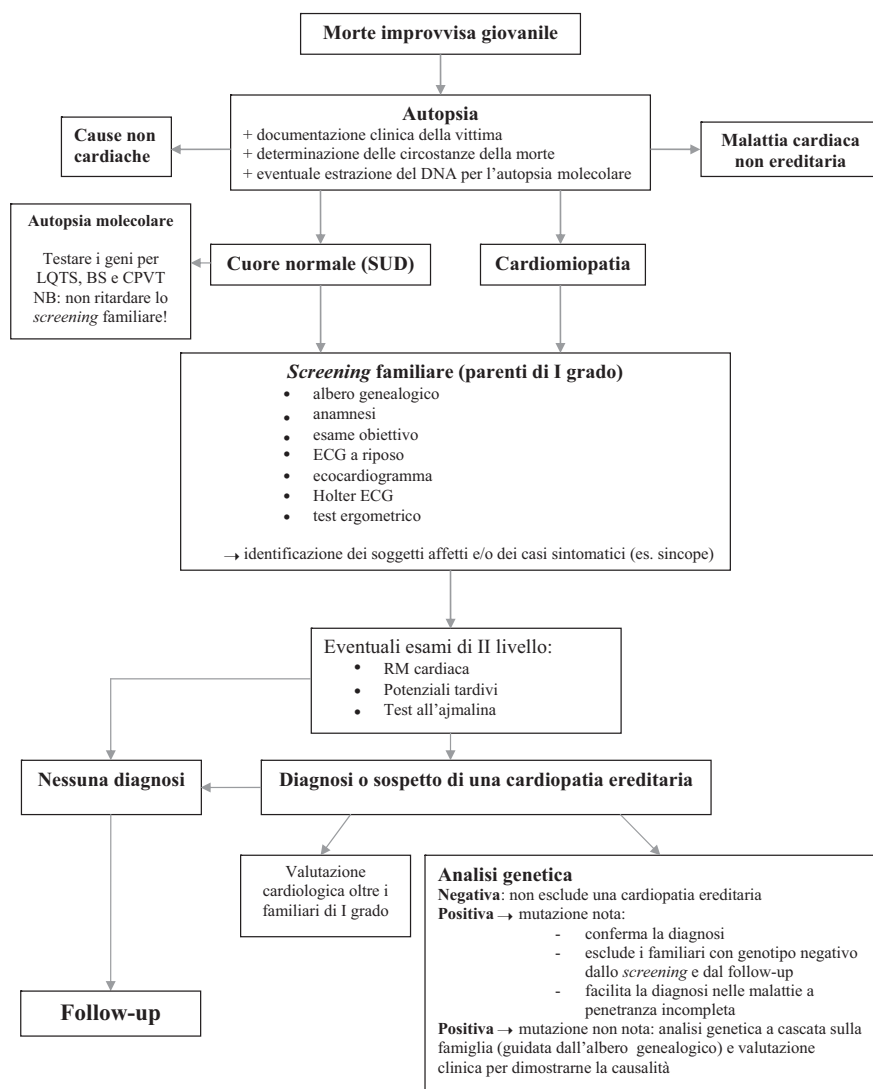 Morte improvvisa giovanile
Autopsia
+ documentazione clinica della vittima
+ determinazione delle circostanze della morte
+ eventuale estrazione del DNA per l'autopsia molecolare
Cause non
cardiache
Malattia cardiaca
non ereditaria
Autopsia molecolare
Testare i geni per
LQTS, BS e CPVT
NB: non ritardare lo
screening familiare!
Cuore normale (SUD)
Cardiomiopatia
Screening familiare (parenti di I grado)
• albero genealogico
• anamnesi
• esame obiettivo
• ECG a riposo
• ecocardiogramma
• Holter ECG
• test ergometrico
→ identificazione dei soggetti affetti e/o dei casi sintomatici (es. sincope)
Eventuali esami di II livello:
• RM cardiaca
• Potenziali tardivi
• Test all'ajmalina
Nessuna diagnosi
Diagnosi o sospetto di una cardiopatia ereditaria
Valutazione
cardiologica oltre i
familiari di I grado
Analisi genetica
Negativa: non esclude una cardiopatia ereditaria
Positiva → mutazione nota:
- conferma la diagnosi
- esclude i familiari con genotipo negativo
dallo screening e dal follow-up
- facilita la diagnosi nelle malattie a
penetranza incompleta
Positiva → mutazione non nota: analisi genetica a cascata sulla
famiglia (guidata dall'albero genealogico) e valutazione
clinica per dimostrarne la causalità
Follow-up